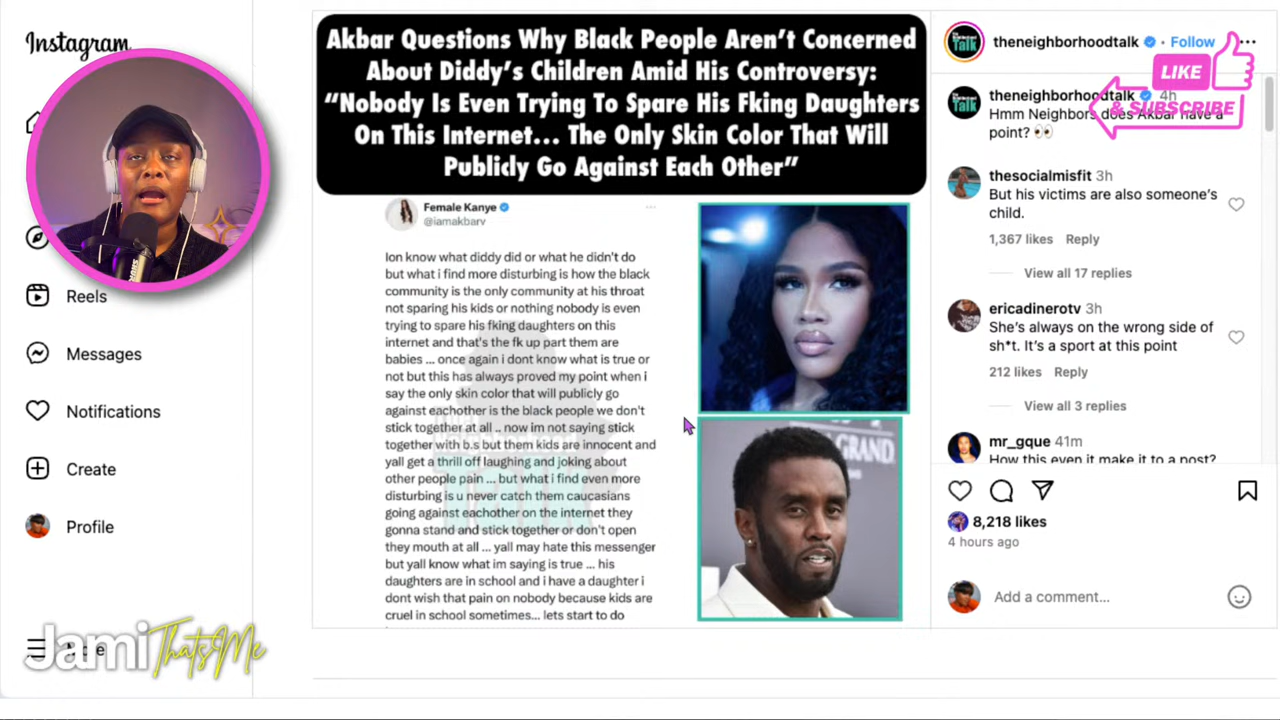 Instagram
Reels
Messages
Notifications
Create
Profile
Jami ThatsMe
Akbar Questions Why Black People Aren't Concerned
About Diddy's Children Amid His Controversy:
“Nobody Is Even Trying To Spare His Fking Daughters
On This Internet... The Only Skin Color That Will
Publicly Go Against Each Other”
Female Kanye
@iamakbarv
Ion know what diddy did or what he didn't do
but what i find more disturbing is how the black
community is the only community at his throat
not sparing his kids or nothing nobody is even
trying to spare his fking daughters on this
internet and that's the fk up part them are
babies ... once again i dont know what is true or
not but this has always proved my point when i
say the only skin color that will publicly go
against eachother is the black people we don't
stick together at all .. now im not saying stick
together with b.s but them kids are innocent and
yall get a thrill off laughing and joking about
other people pain ... but what i find even more
disturbing is u never catch them caucasians
going against eachother on the internet they
gonna stand and stick together or don't open
they mouth at all ... yall may hate this messenger
but yall know what im saying is true ... his
daughters are in school and i have a daughter i
dont wish that pain on nobody because kids are
cruel in school sometimes... lets start to do
GRAND
theneighborhoodtalk • Follow
LIKE
& SUBSCRIBE
theneighborhoodtalk 4h
Hmm Neighbors does Akbar have a
point? 👀
thesocialmisfit 3h
But his victims are also someone's
child.
1,367 likes Reply
View all 17 replies
ericadinerotv 3h
She's always on the wrong side of
sh*t. It's a sport at this point
212 likes Reply
View all 3 replies
mr_gque 41m
How this even it make it to a post?
8,218 likes
4 hours ago
Add a comment...